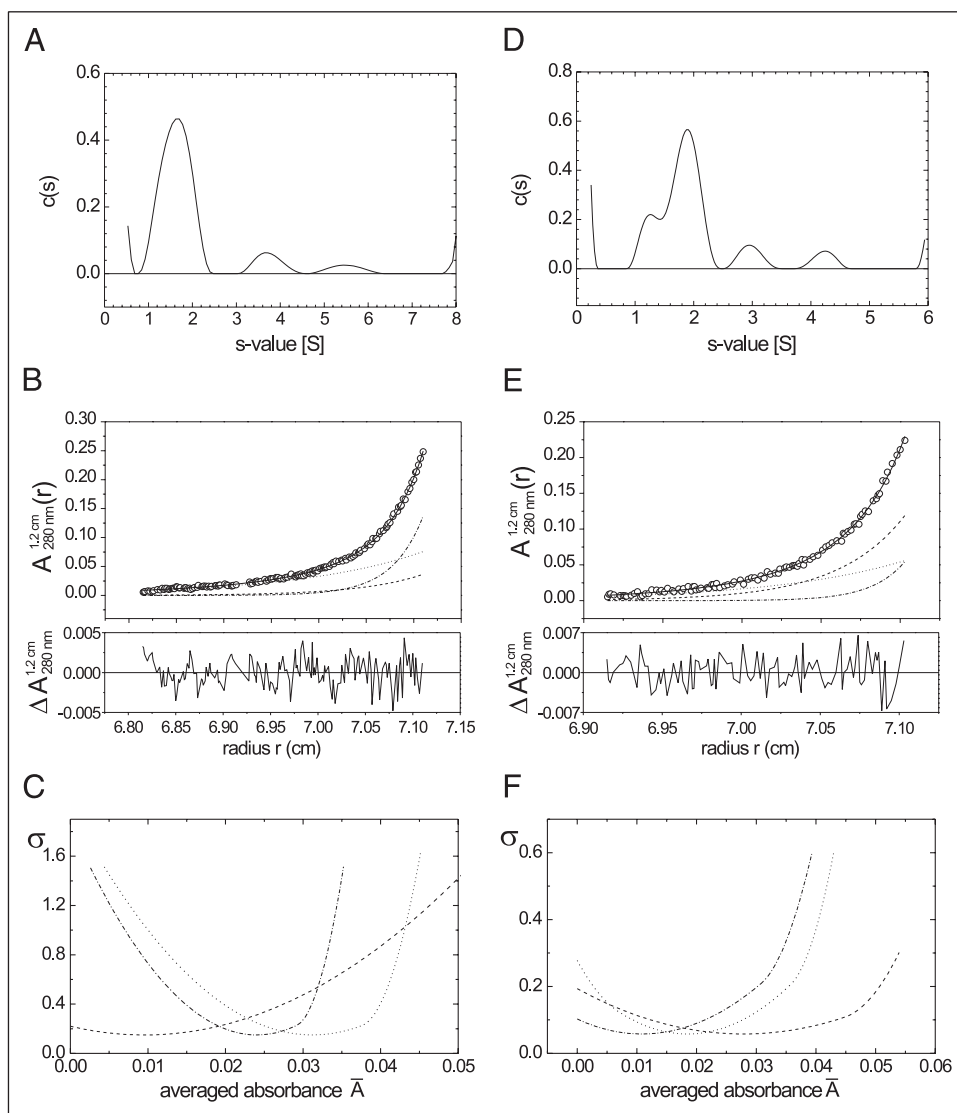 A
0.6
0.4
0.2
0.0
c(s)
0 1 2 3 4 5 6 7 8
s-value [S]
D
0.8
0.6
0.4
0.2
0.0
c(s)
0 1 2 3 4 5 6
s-value [S]
B
0.30
0.25
0.20
0.15
0.10
0.05
0.00
A 1.2 cm 280 nm (r)
0.005
0.000
-0.005
Δ A 1.2 cm 280 nm
6.80 6.85 6.90 6.95 7.00 7.05 7.10 7.15
radius r (cm)
E
0.25
0.20
0.15
0.10
0.05
0.00
A 1.2 cm 280 nm (r)
0.007
0.000
-0.007
Δ A 1.2 cm 280 nm
6.90 6.95 7.00 7.05 7.10
radius r (cm)
C
σ
1.6
1.2
0.8
0.4
0.0
0.00 0.01 0.02 0.03 0.04 0.05
averaged absorbance A̅
F
σ
0.6
0.4
0.2
0.0
0.00 0.01 0.02 0.03 0.04 0.05 0.06
averaged absorbance A̅